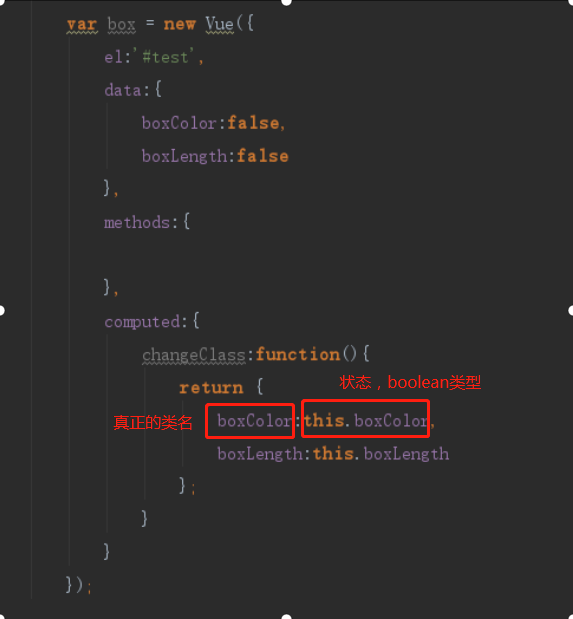 var box = new Vue({
el:'#test',
data:{
boxColor:false,
boxLength:false
},
methods:{
},
computed:{
changeClass:function(){
状态，boolean类型
return {
真正的类名 boxColor:this.boxColor,
boxLength:this.boxLength
};
}
}
});